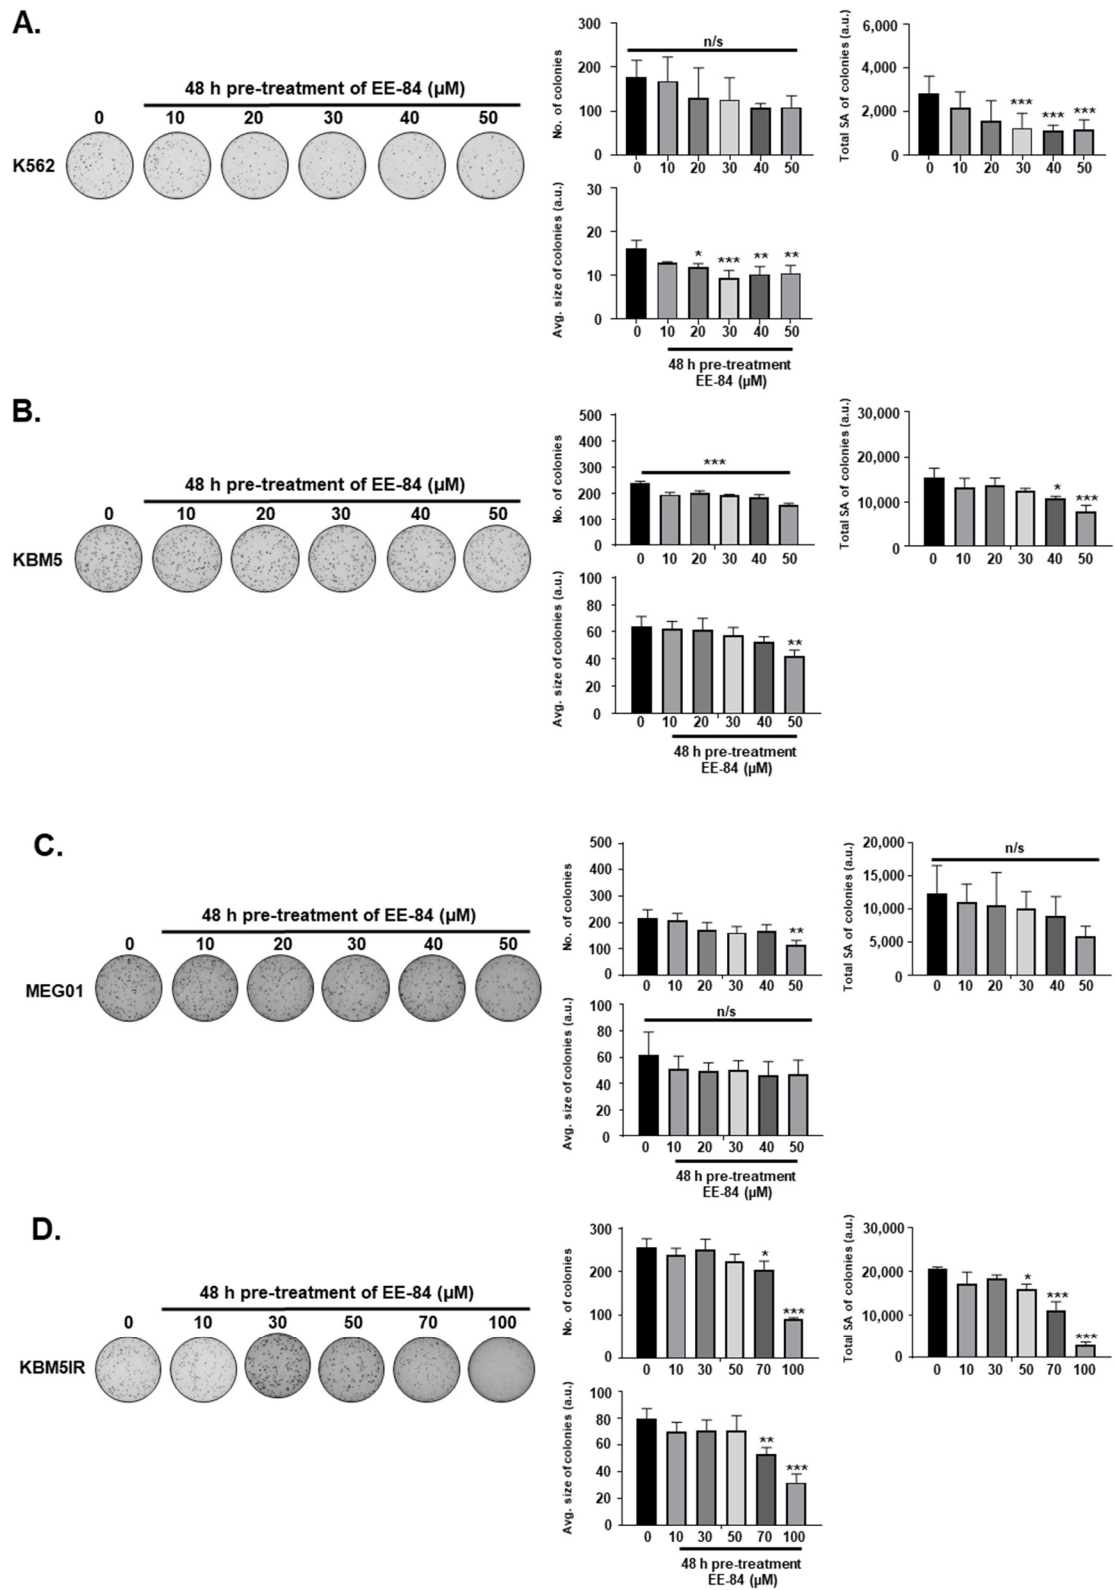 A.
48 h pre-treatment of EE-84 (µM)
0 10 20 30 40 50
K562
No. of colonies
300
200
100
0
n/s
0 10 20 30 40 50
Total SA of colonies (a.u.)
6,000
4,000
2,000
0
*** *** ***
0 10 20 30 40 50
Avg. size of colonies (a.u.)
30
20
10
0
* *** ** **
0 10 20 30 40 50
48 h pre-treatment
EE-84 (µM)
B.
48 h pre-treatment of EE-84 (µM)
0 10 20 30 40 50
KBM5
No. of colonies
500
400
300
200
100
0
***
0 10 20 30 40 50
Total SA of colonies (a.u.)
30,000
20,000
10,000
0
* ***
0 10 20 30 40 50
Avg. size of colonies (a.u.)
100
80
60
40
20
0
**
0 10 20 30 40 50
48 h pre-treatment
EE-84 (µM)
C.
48 h pre-treatment of EE-84 (µM)
0 10 20 30 40 50
MEG01
No. of colonies
500
400
300
200
100
0
**
0 10 20 30 40 50
Total SA of colonies (a.u.)
20,000
15,000
10,000
5,000
0
n/s
0 10 20 30 40 50
Avg. size of colonies (a.u.)
100
80
60
40
20
0
n/s
0 10 20 30 40 50
48 h pre-treatment
EE-84 (µM)
D.
48 h pre-treatment of EE-84 (µM)
0 10 30 50 70 100
KBM5IR
No. of colonies
300
200
100
0
* ***
0 10 30 50 70 100
Total SA of colonies (a.u.)
30,000
20,000
10,000
0
* *** ***
0 10 30 50 70 100
Avg. size of colonies (a.u.)
100
80
60
40
20
0
** ***
0 10 30 50 70 100
48 h pre-treatment
EE-84 (µM)